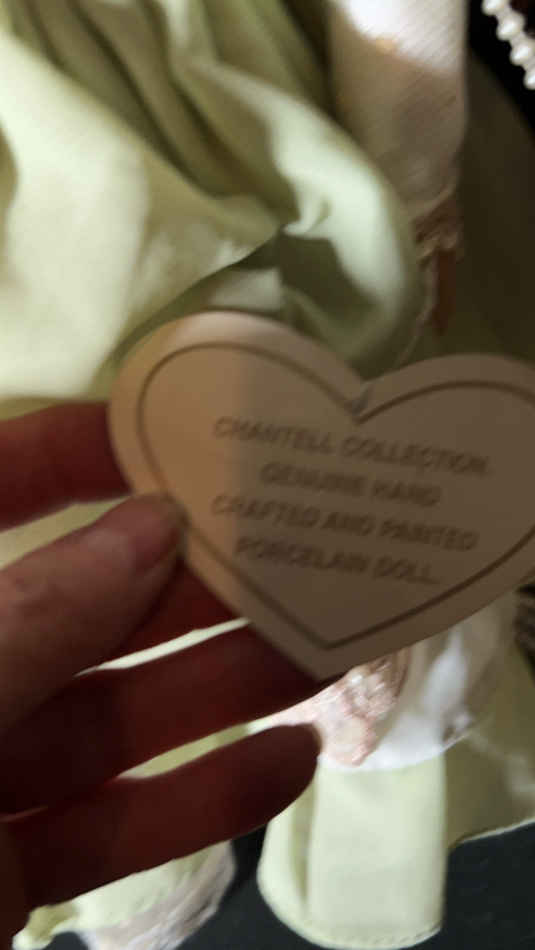 CHANTELL COLLECTION.
GENUINE HAND
CRAFTED AND PAINTED
PORCELAIN DOLL.